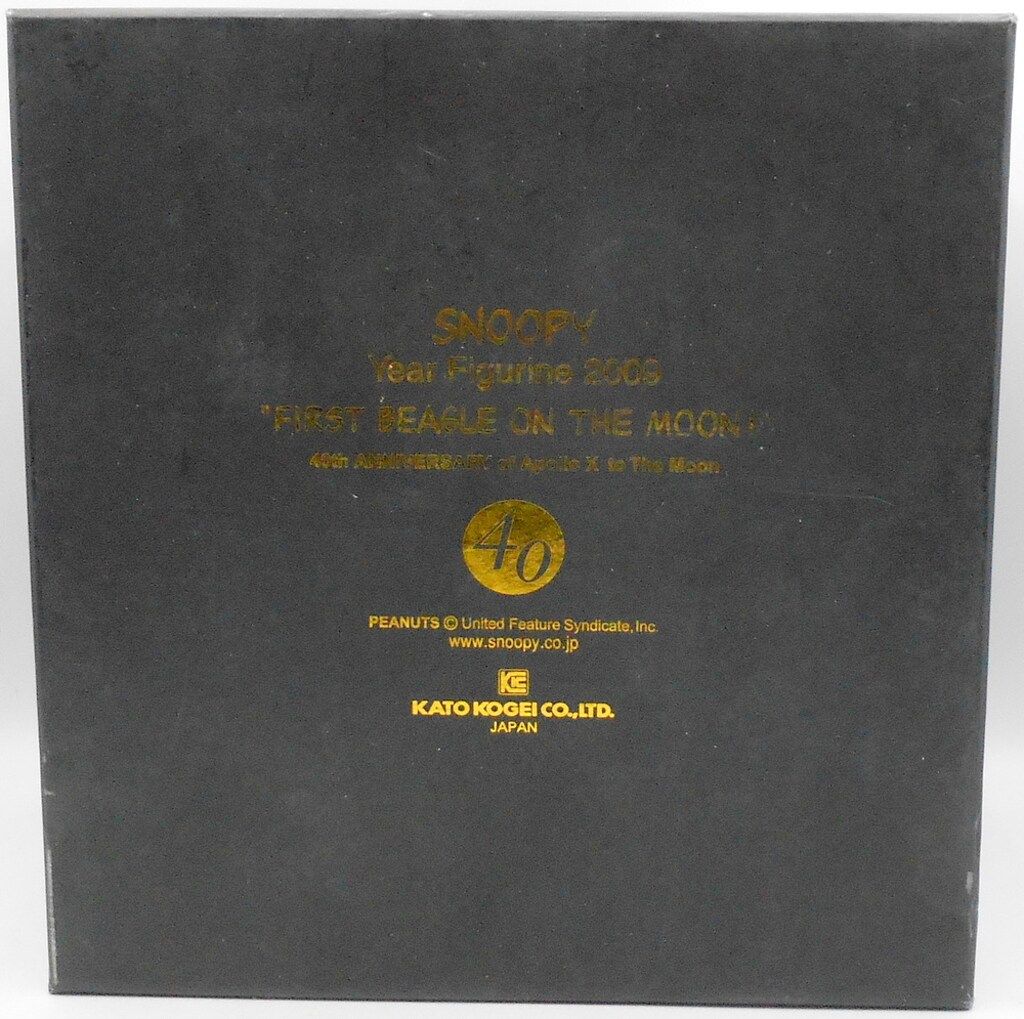 SNOOPY
Year Figurine 2009
"FIRST BEAGLE ON THE MOON!"
40th ANNIVERSARY of Apollo X to The Moon
40
PEANUTS © United Feature Syndicate, Inc.
www.snoopy.co.jp
KATO KOGEI CO.,LTD.
JAPAN